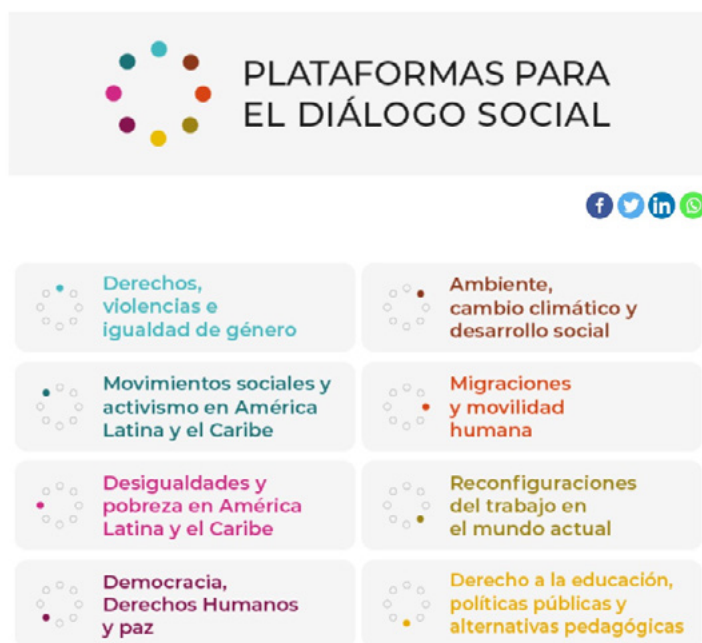 PLATAFORMAS PARA
EL DIÁLOGO SOCIAL
Derechos,
violencias e
igualdad de género
Ambiente,
cambio climático y
desarrollo social
Movimientos sociales y
activismo en América
Latina y el Caribe
Migraciones
y movilidad
humana
Desigualdades y
pobreza en América
Latina y el Caribe
Reconfiguraciones
del trabajo en
el mundo actual
Democracia,
Derechos Humanos
y paz
Derecho a la educación,
políticas públicas y
alternativas pedagógicas